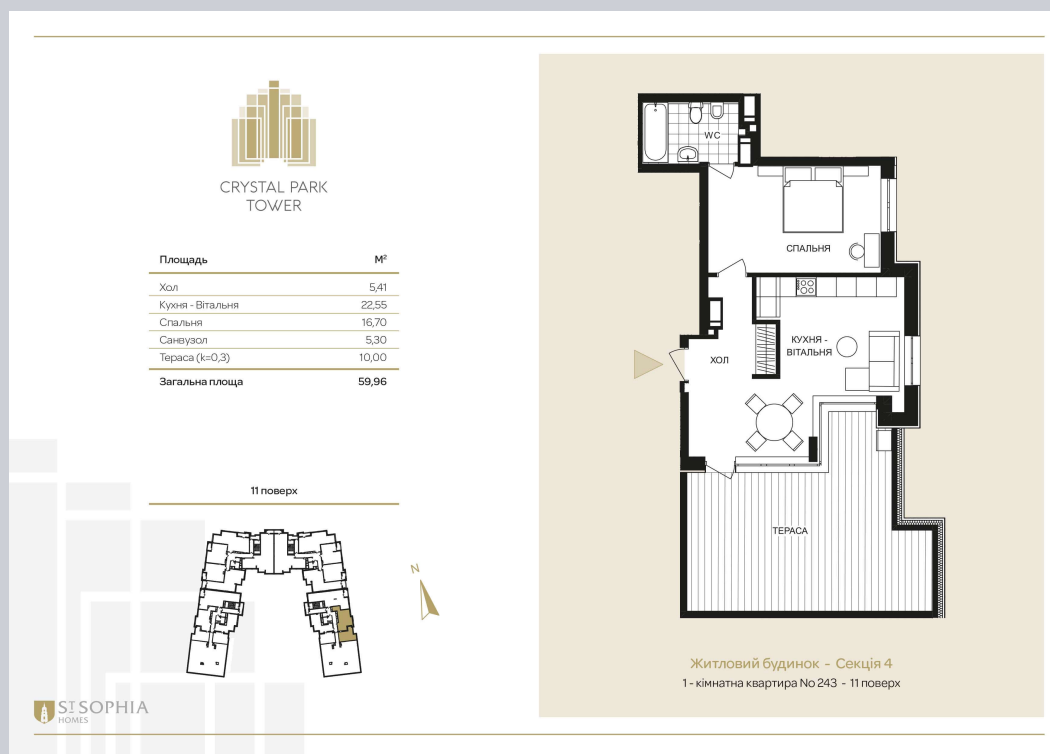 CRYSTAL PARK
TOWER
Площадь М²
Хол 5,41
Кухня - Вітальня 22,55
Спальня 16,70
Санвузол 5,30
Тераса (k=0,3) 10,00
Загальна площа 59,96
11 поверх
N
ST SOPHIA
HOMES
WC
СПАЛЬНЯ
КУХНЯ -
ВІТАЛЬНЯ
ХОЛ
ТЕРАСА
Житловий будинок - Секція 4
1 - кімнатна квартира No 243 - 11 поверх